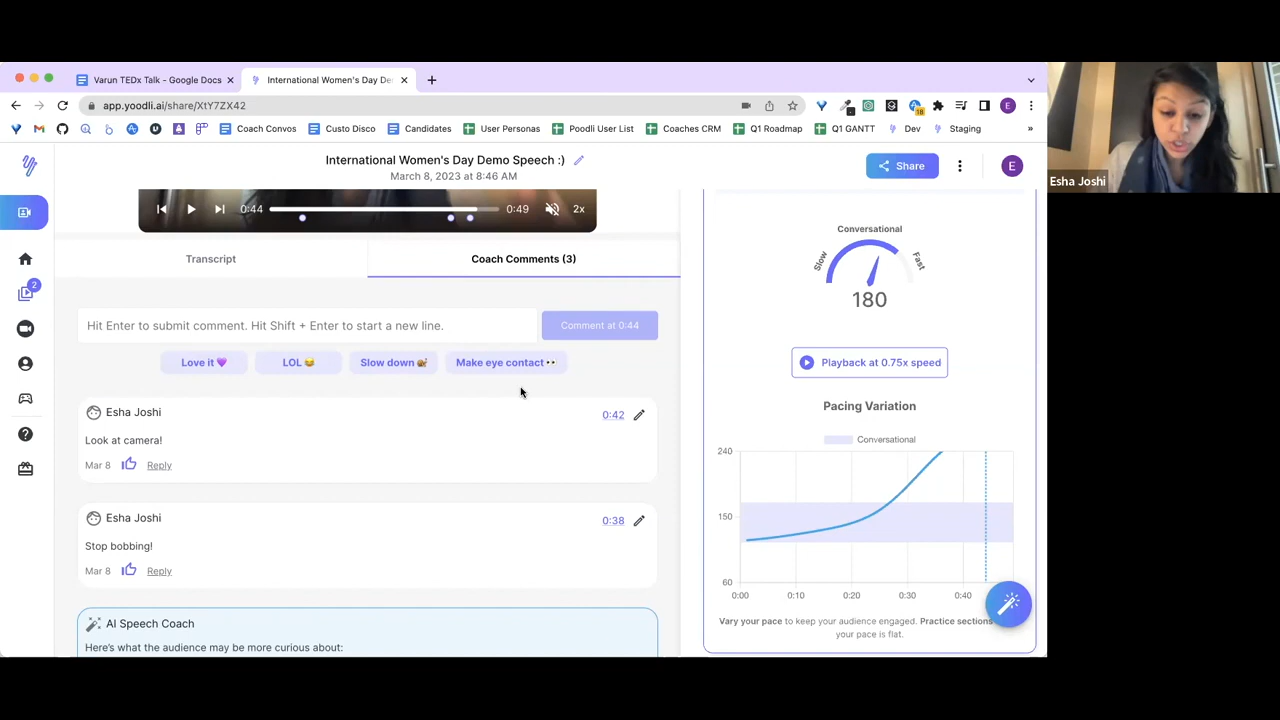 Varun TEDx Talk - Google Docs
International Women's Day De
app.yoodli.ai/share/XtY7ZX42
E
Coach Convos
Custo Disco
Candidates
User Personas
Poodli User List
Coaches CRM
Q1 Roadmap
Q1 GANTT
Dev
Staging
»
International Women's Day Demo Speech :)
March 8, 2023 at 8:46 AM
Share
E
Esha Joshi
2
0:44
0:49
2x
Transcript
Coach Comments (3)
Hit Enter to submit comment. Hit Shift + Enter to start a new line.
Comment at 0:44
Love it 💜
LOL 😂
Slow down 🐌
Make eye contact 👀
Esha Joshi
0:42
Look at camera!
Mar 8
Reply
Esha Joshi
0:38
Stop bobbing!
Mar 8
Reply
AI Speech Coach
Here's what the audience may be more curious about:
Conversational
Slow
Fast
180
Playback at 0.75x speed
Pacing Variation
Conversational
240
150
60
0:00
0:10
0:20
0:30
0:40
Vary your pace to keep your audience engaged. Practice sections
your pace is flat.